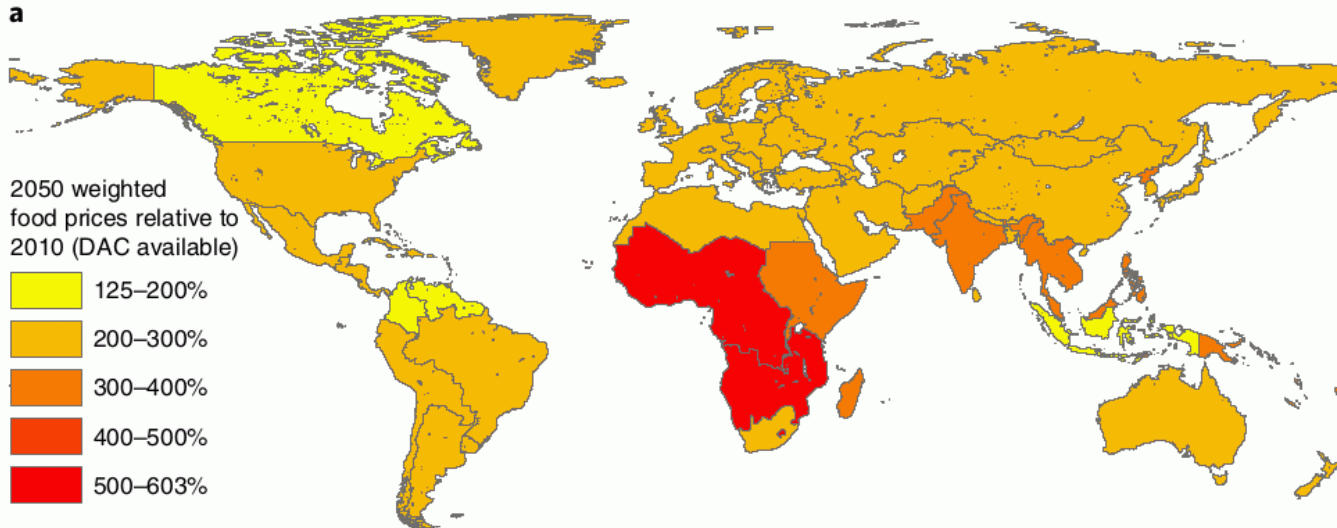 a
2050 weighted
food prices relative to
2010 (DAC available)
125–200%
200–300%
300–400%
400–500%
500–603%